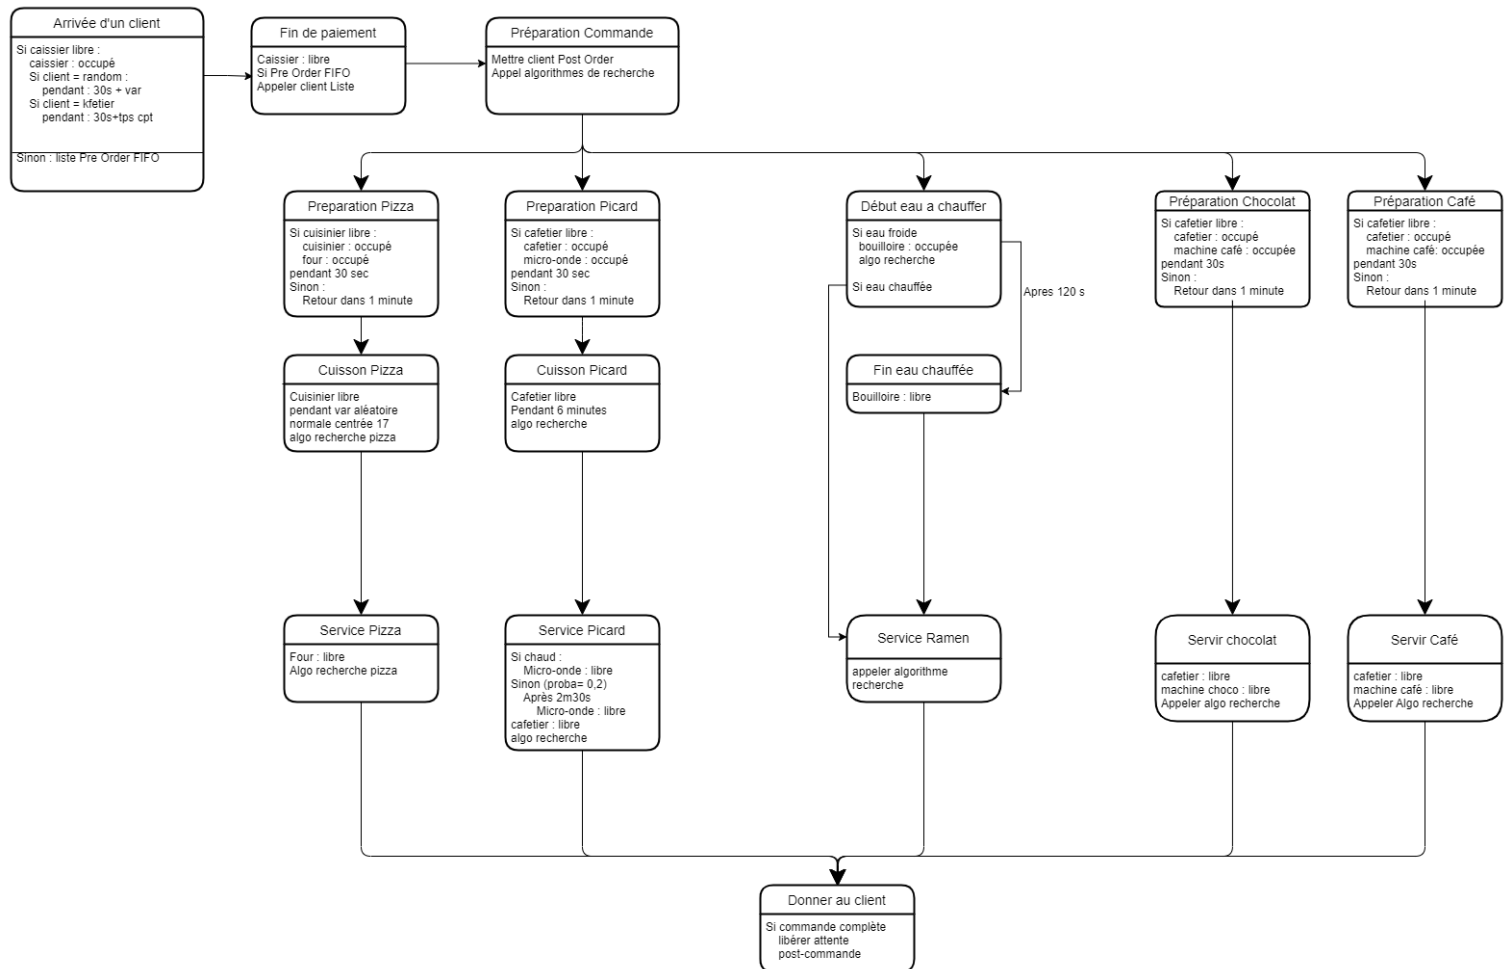 Arrivée d'un client
Si caissier libre :
caissier : occupé
Si client = random :
pendant : 30s + var
Si client = kfetier
pendant : 30s+tps cpt
Sinon : liste Pre Order FIFO
Fin de paiement
Caissier : libre
Si Pre Order FIFO
Appeler client Liste
Préparation Commande
Mettre client Post Order
Appel algorithmes de recherche
Preparation Pizza
Si cuisinier libre :
cuisinier : occupé
four : occupé
pendant 30 sec
Sinon :
Retour dans 1 minute
Preparation Picard
Si cafetier libre :
cafetier : occupé
micro-onde : occupé
pendant 30 sec
Sinon :
Retour dans 1 minute
Début eau a chauffer
Si eau froide
bouilloire : occupée
algo recherche
Si eau chauffée
Apres 120 s
Préparation Chocolat
Si cafetier libre :
cafetier : occupé
machine café: occupée
pendant 30s
Sinon :
Retour dans 1 minute
Préparation Café
Si cafetier libre :
cafetier : occupé
machine café: occupée
pendant 30s
Sinon :
Retour dans 1 minute
Cuisson Pizza
Cuisinier libre
pendant var aléatoire
normale centrée 17
algo recherche pizza
Cuisson Picard
Cafetier libre
Pendant 6 minutes
algo recherche
Fin eau chauffée
Bouilloire : libre
Service Pizza
Four : libre
Algo recherche pizza
Service Picard
Si chaud :
Micro-onde : libre
Sinon (proba= 0,2)
Après 2m30s
Micro-onde : libre
cafetier : libre
algo recherche
Service Ramen
appeler algorithme
recherche
Servir chocolat
cafetier : libre
machine choco : libre
Appeler algo recherche
Servir Café
cafetier : libre
machine café : libre
Appeler Algo recherche
Donner au client
Si commande complète
libérer attente
post-commande